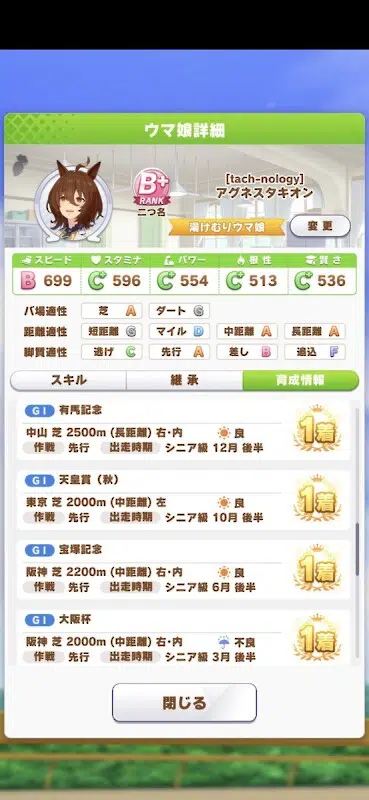 ウマ娘詳細
B+
RANK
二つ名
[tach-nology]
アグネスタキオン
湯けむりウマ娘
変更
スピード スタミナ パワー 根性 賢さ
B 699 C+ 596 C+ 554 C+ 513 C+ 536
バ場適性 芝 A ダート G
距離適性 短距離 G マイル D 中距離 A 長距離 A
脚質適性 逃げ C 先行 A 差し B 追込 F
スキル 継承 育成情報
GI 有馬記念
中山 芝 2500m (長距離) 右・内 良
作戦 先行 出走時期 シニア級 12月 後半
1着
GI 天皇賞（秋）
東京 芝 2000m (中距離) 左 良
作戦 先行 出走時期 シニア級 10月 後半
1着
GI 宝塚記念
阪神 芝 2200m (中距離) 右・内 良
作戦 先行 出走時期 シニア級 6月 後半
1着
GI 大阪杯
阪神 芝 2000m (中距離) 右・内 不良
作戦 先行 出走時期 シニア級 3月 後半
1着
閉じる